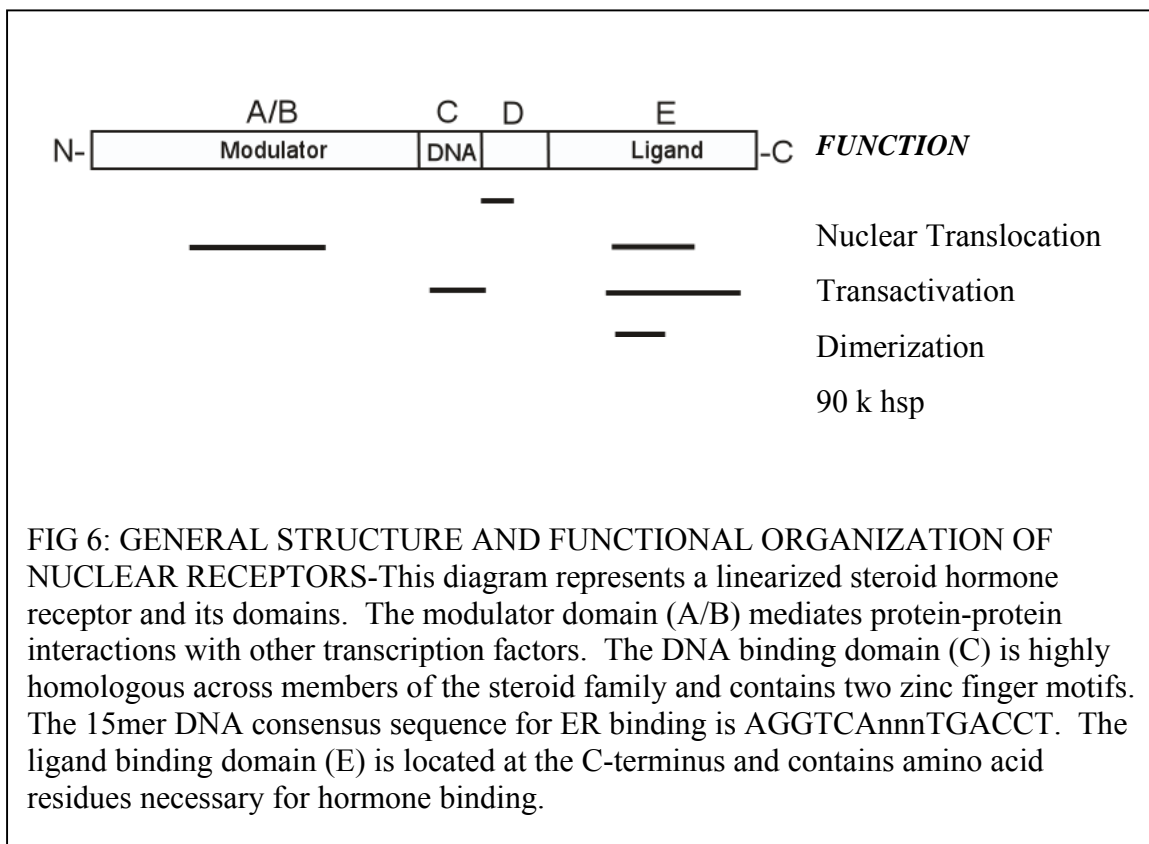 A/B C D E
N- Modulator DNA Ligand -C FUNCTION
Nuclear Translocation
Transactivation
Dimerization
90 k hsp
FIG 6: GENERAL STRUCTURE AND FUNCTIONAL ORGANIZATION OF
NUCLEAR RECEPTORS-This diagram represents a linearized steroid hormone
receptor and its domains. The modulator domain (A/B) mediates protein-protein
interactions with other transcription factors. The DNA binding domain (C) is highly
homologous across members of the steroid family and contains two zinc finger motifs.
The 15mer DNA consensus sequence for ER binding is AGGTCAnnnTGACCT. The
ligand binding domain (E) is located at the C-terminus and contains amino acid
residues necessary for hormone binding.